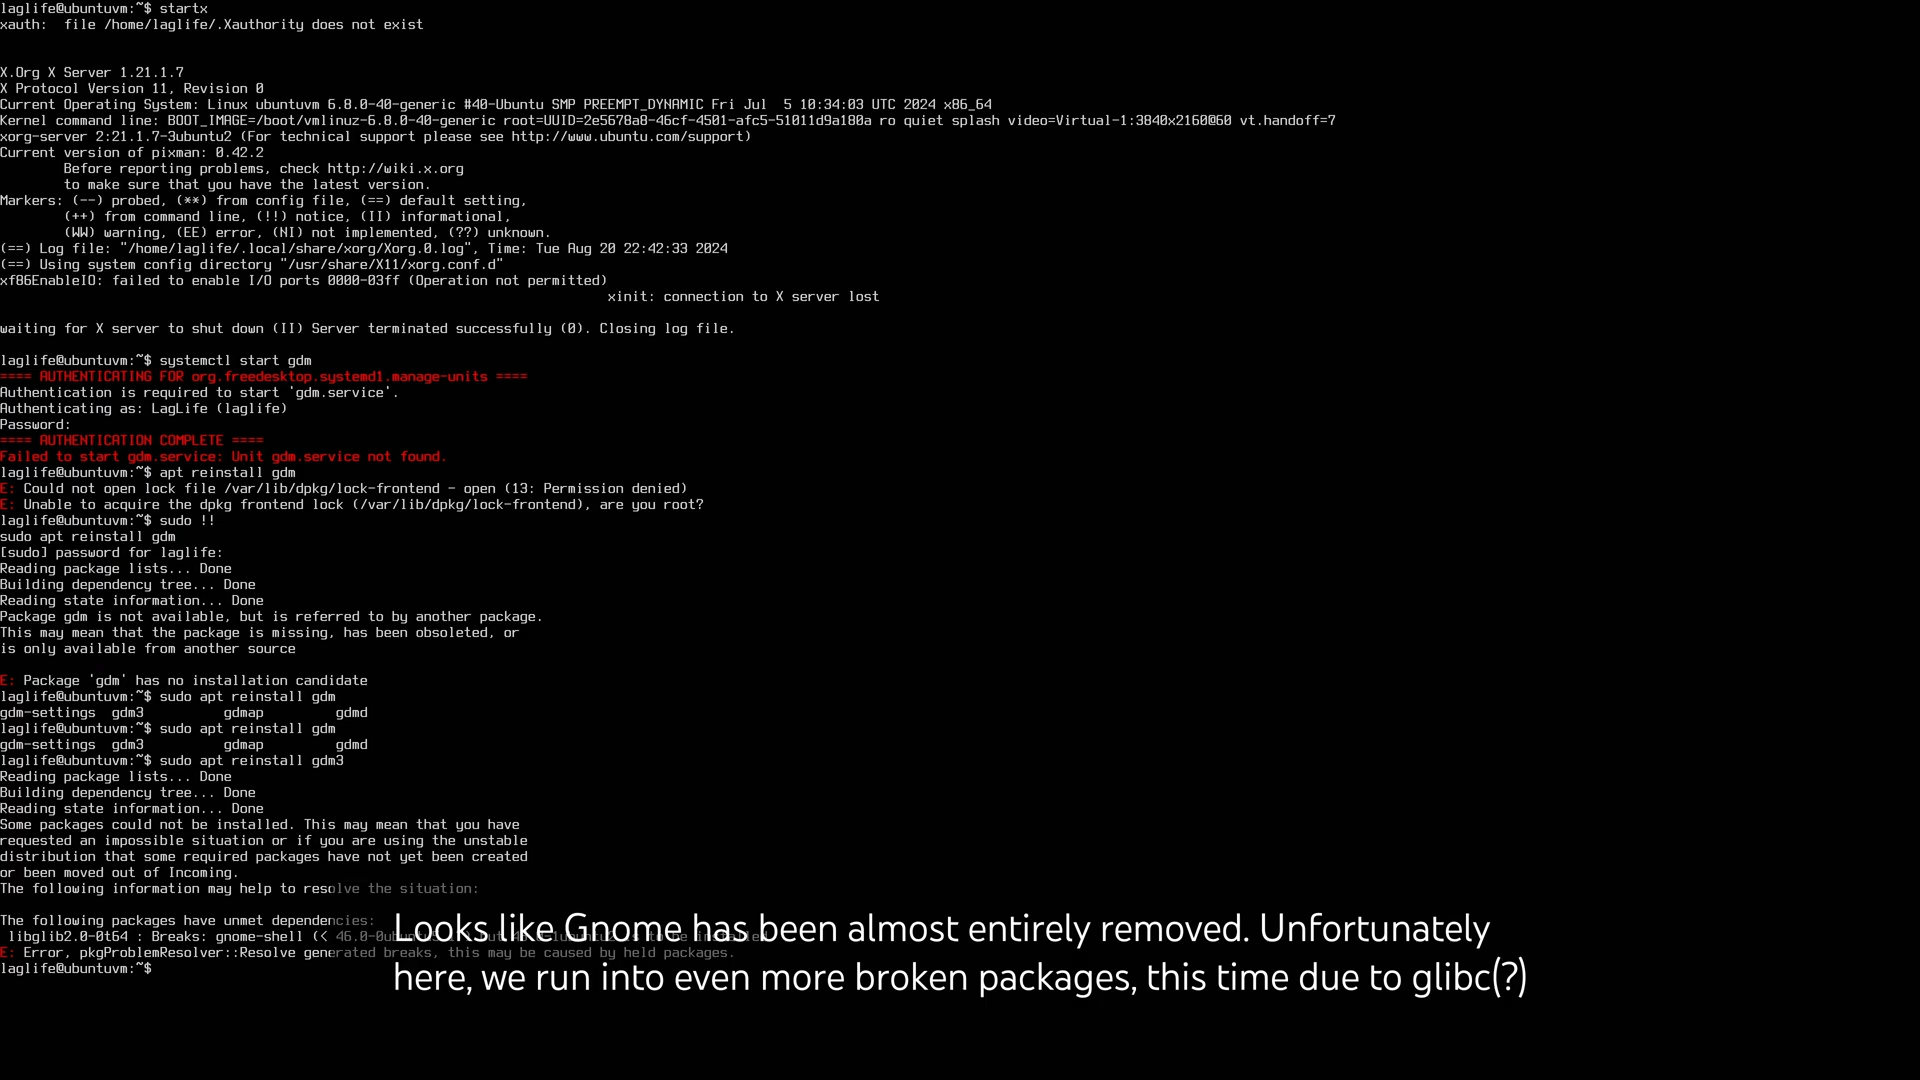 laglife@ubuntuvm:~$ startx
xauth:  file /home/laglife/.Xauthority does not exist
X.Org X Server 1.21.1.7
X Protocol Version 11, Revision 0
Current Operating System: Linux ubuntuvm 6.8.0-40-generic #40-Ubuntu SMP PREEMPT_DYNAMIC Fri Jul  5 10:34:03 UTC 2024 x86_64
Kernel command line: BOOT_IMAGE=/boot/vmlinuz-6.8.0-40-generic root=UUID=2e5678a8-46cf-4501-afc5-51011d9a180a ro quiet splash video=Virtual-1:3840x2160@60 vt.handoff=7
xorg-server 2:21.1.7-3ubuntu2 (For technical support please see http://www.ubuntu.com/support)
Current version of pixman: 0.42.2
        Before reporting problems, check http://wiki.x.org
        to make sure that you have the latest version.
Markers: (--) probed, (**) from config file, (==) default setting,
        (++) from command line, (!!) notice, (II) informational,
        (WW) warning, (EE) error, (NI) not implemented, (??) unknown.
(==) Log file: "/home/laglife/.local/share/xorg/Xorg.0.log", Time: Tue Aug 20 22:42:33 2024
(==) Using system config directory "/usr/share/X11/xorg.conf.d"
xf86EnableIO: failed to enable I/O ports 0000-03ff (Operation not permitted)
xinit: connection to X server lost
waiting for X server to shut down (II) Server terminated successfully (0). Closing log file.
laglife@ubuntuvm:~$ systemctl start gdm
==== AUTHENTICATING FOR org.freedesktop.systemd1.manage-units ====
Authentication is required to start 'gdm.service'.
Authenticating as: LagLife (laglife)
Password:
==== AUTHENTICATION COMPLETE ====
Failed to start gdm.service: Unit gdm.service not found.
laglife@ubuntuvm:~$ apt reinstall gdm
E: Could not open lock file /var/lib/dpkg/lock-frontend - open (13: Permission denied)
E: Unable to acquire the dpkg frontend lock (/var/lib/dpkg/lock-frontend), are you root?
laglife@ubuntuvm:~$ sudo !!
sudo apt reinstall gdm
[sudo] password for laglife:
Reading package lists... Done
Building dependency tree... Done
Reading state information... Done
Package gdm is not available, but is referred to by another package.
This may mean that the package is missing, has been obsoleted, or
is only available from another source
E: Package 'gdm' has no installation candidate
laglife@ubuntuvm:~$ sudo apt reinstall gdm
gdm-settings  gdm3          gdmap         gdmd
laglife@ubuntuvm:~$ sudo apt reinstall gdm
gdm-settings  gdm3          gdmap         gdmd
laglife@ubuntuvm:~$ sudo apt reinstall gdm3
Reading package lists... Done
Building dependency tree... Done
Reading state information... Done
Some packages could not be installed. This may mean that you have
requested an impossible situation or if you are using the unstable
distribution that some required packages have not yet been created
or been moved out of Incoming.
The following information may help to resolve the situation:
The following packages have unmet dependencies:
 libglib2.0-0t64 : Breaks: gnome-shell (<
E: Error, pkgProblemResolver::Resolve generated breaks, this may be caused by held packages.
laglife@ubuntuvm:~$
Looks like Gnome has been almost entirely removed. Unfortunately
here, we run into even more broken packages, this time due to glibc(?)